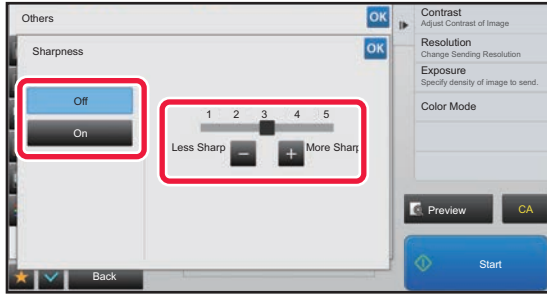 Others
OK
Sharpness
OK
Off
On
1 2 3 4 5
Less Sharp
More Sharp
Back
Contrast
Adjust Contrast of Image
Resolution
Change Sending Resolution
Exposure
Specify density of image to send.
Color Mode
Preview
CA
Start